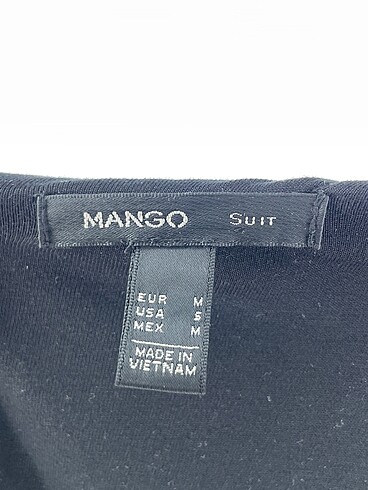 MANGO SUIT
EUR M
USA S
MEX M
MADE IN
VIETNAM